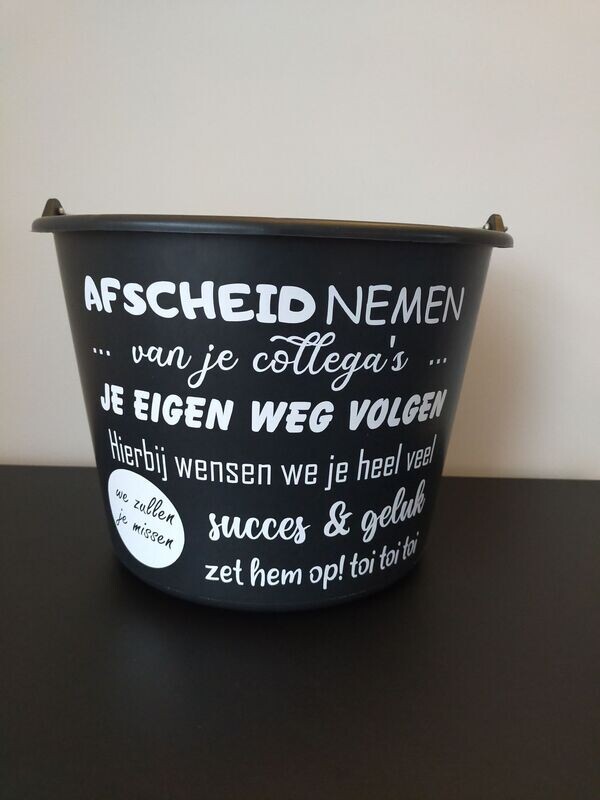 AFSCHEID NEMEN
... van je collega's ...
JE EIGEN WEG VOLGEN
Hierbij wensen we je heel veel
succes & geluk
zet hem op! toi toi toi
we zullen
je missen